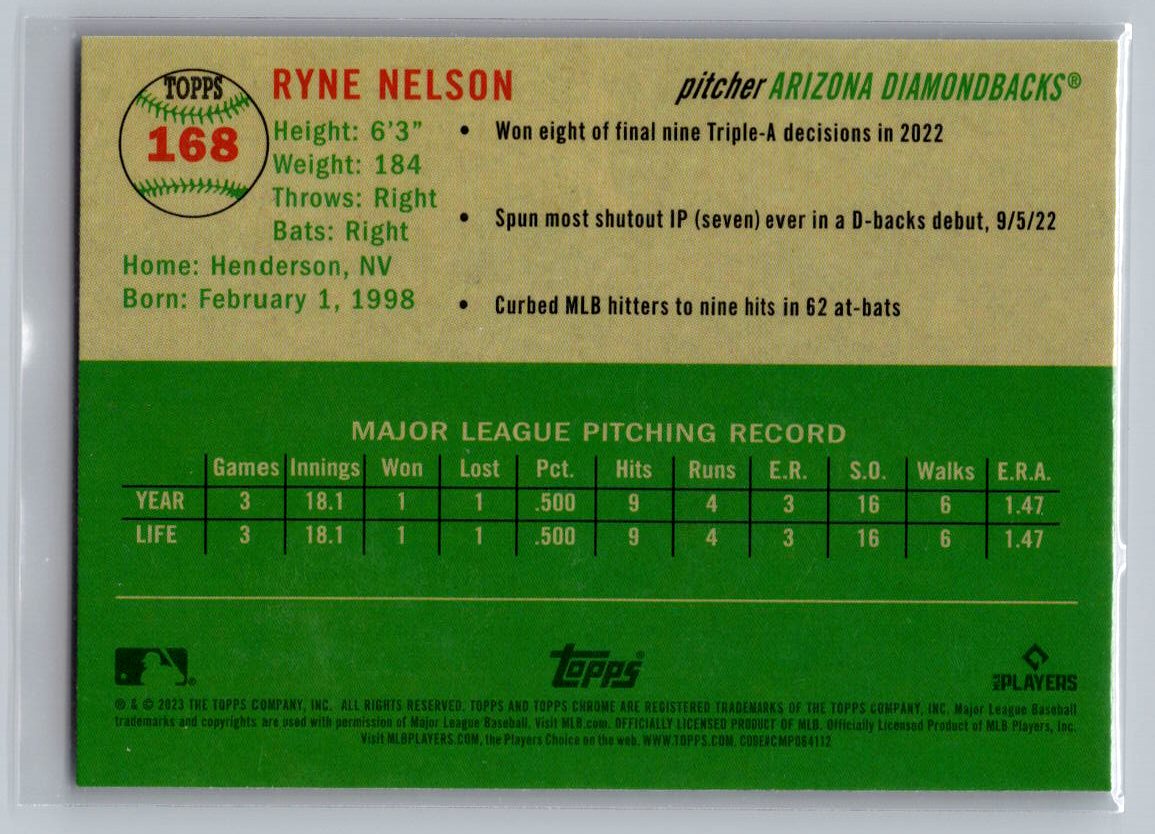 TOPPS
168
RYNE NELSON
pitcher ARIZONA DIAMONDBACKS®
Height: 6'3"
Weight: 184
Throws: Right
Bats: Right
Home: Henderson, NV
Born: February 1, 1998
• Won eight of final nine Triple-A decisions in 2022
• Spun most shutout IP (seven) ever in a D-backs debut, 9/5/22
• Curbed MLB hitters to nine hits in 62 at-bats
MAJOR LEAGUE PITCHING RECORD
Games Innings Won Lost Pct. Hits Runs E.R. S.O. Walks E.R.A.
YEAR 3 18.1 1 1 .500 9 4 3 16 6 1.47
LIFE 3 18.1 1 1 .500 9 4 3 16 6 1.47
topps
PLAYERS
® & © 2023 THE TOPPS COMPANY, INC. ALL RIGHTS RESERVED. TOPPS AND TOPPS CHROME ARE REGISTERED TRADEMARKS OF THE TOPPS COMPANY, INC. Major League Baseball
trademarks and copyrights are used with permission of Major League Baseball. Visit MLB.com. OFFICIALLY LICENSED PRODUCT OF MLB. Officially Licensed Product of MLB Players, Inc.
Visit MLBPLAYERS.COM, the Players Choice on the web. WWW.TOPPS.COM. CODE#CMP084112